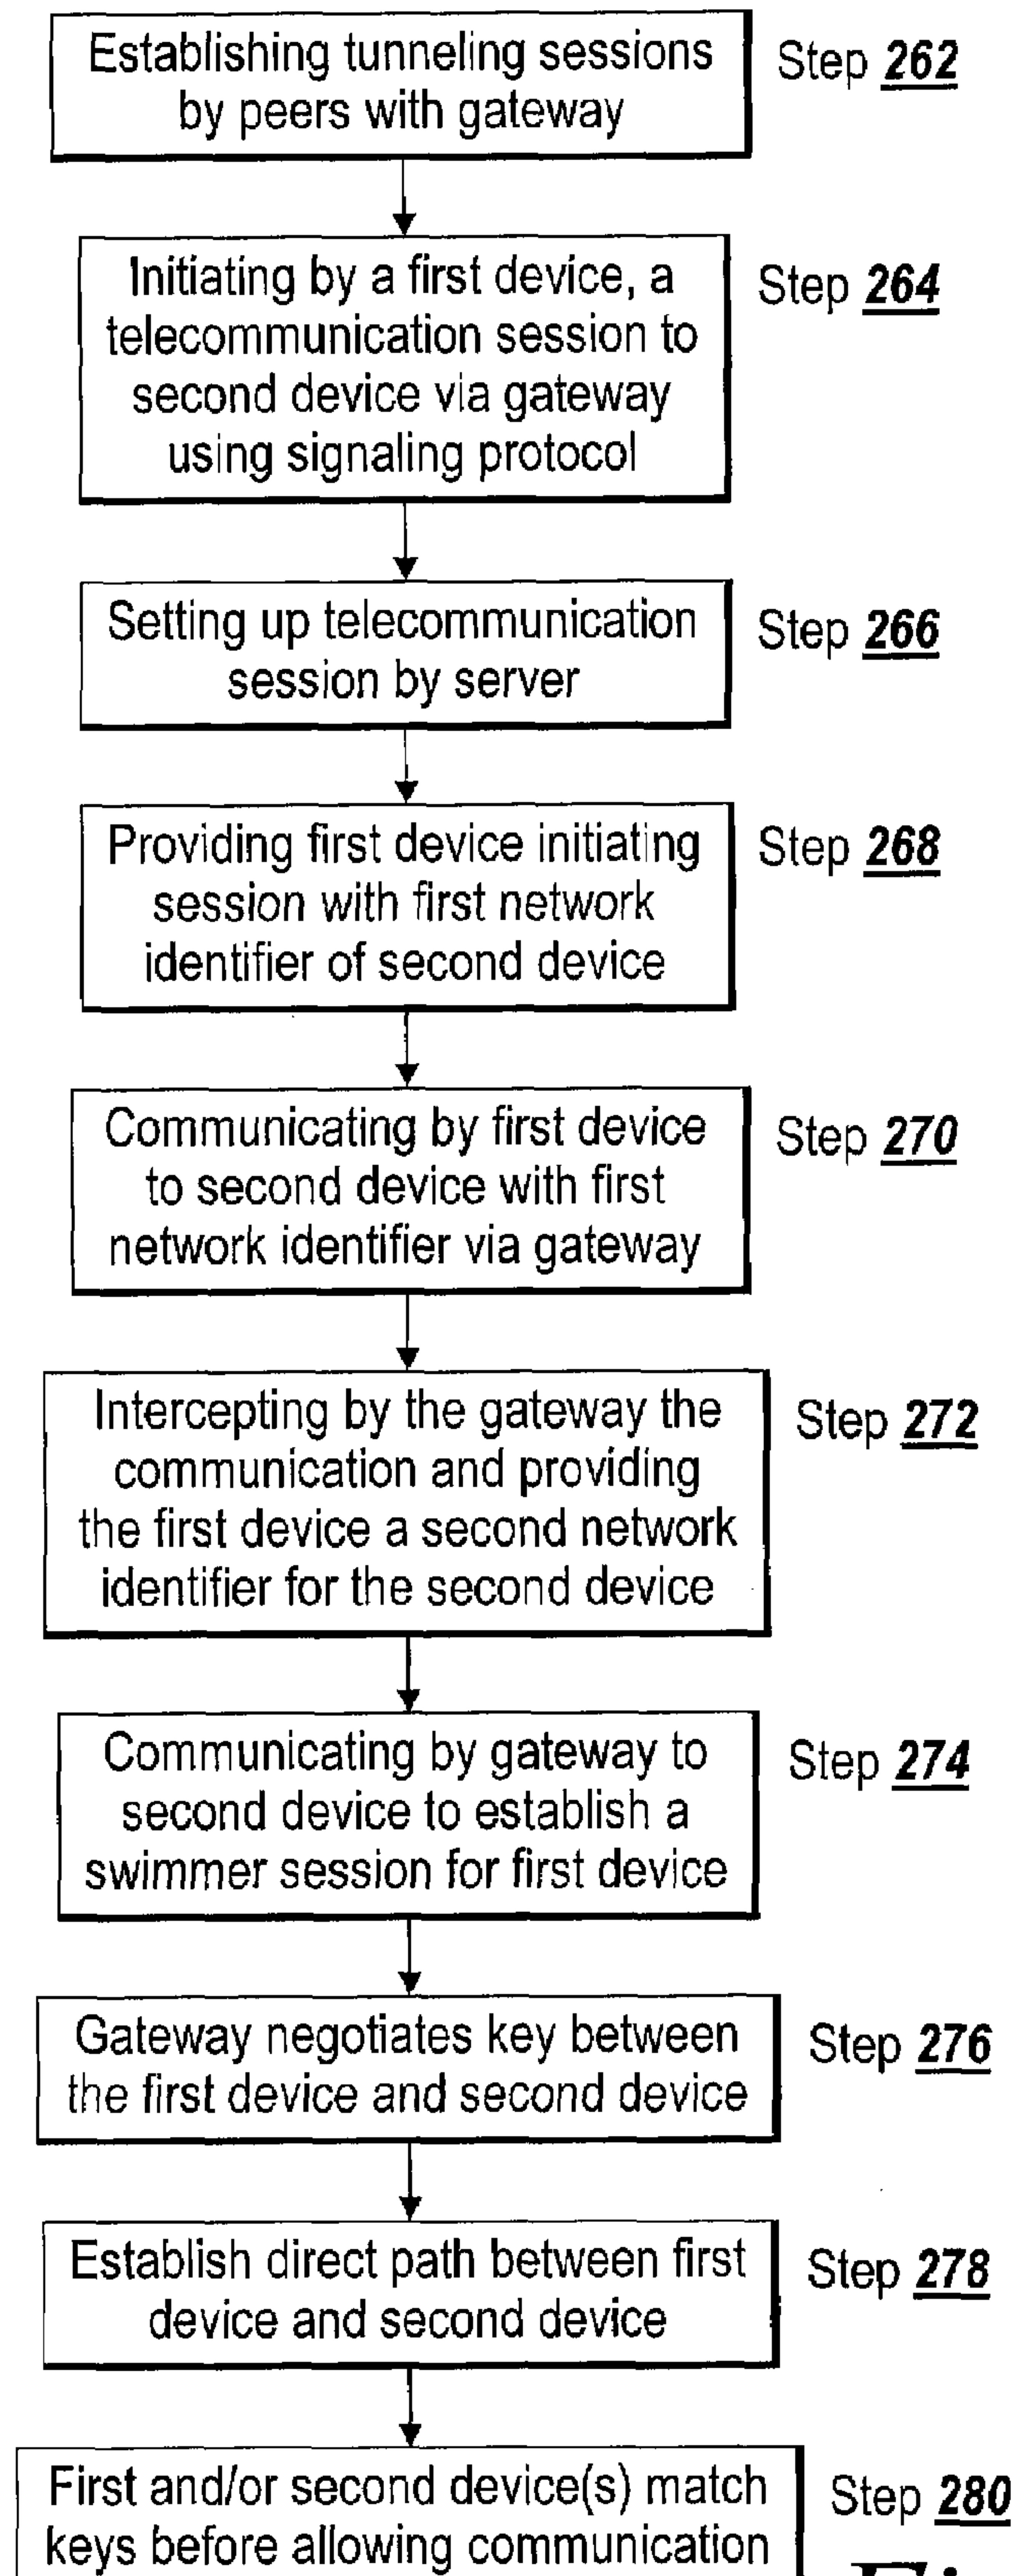 Establishing tunneling sessions
by peers with gateway
Step 262
Initiating by a first device, a
telecommunication session to
second device via gateway
using signaling protocol
Step 264
Setting up telecommunication
session by server
Step 266
Providing first device initiating
session with first network
identifier of second device
Step 268
Communicating by first device
to second device with first
network identifier via gateway
Step 270
Intercepting by the gateway the
communication and providing
the first device a second network
identifier for the second device
Step 272
Communicating by gateway to
second device to establish a
swimmer session for first device
Step 274
Gateway negotiates key between
the first device and second device
Step 276
Establish direct path between first
device and second device
Step 278
First and/or second device(s) match
keys before allowing communication
Step 280